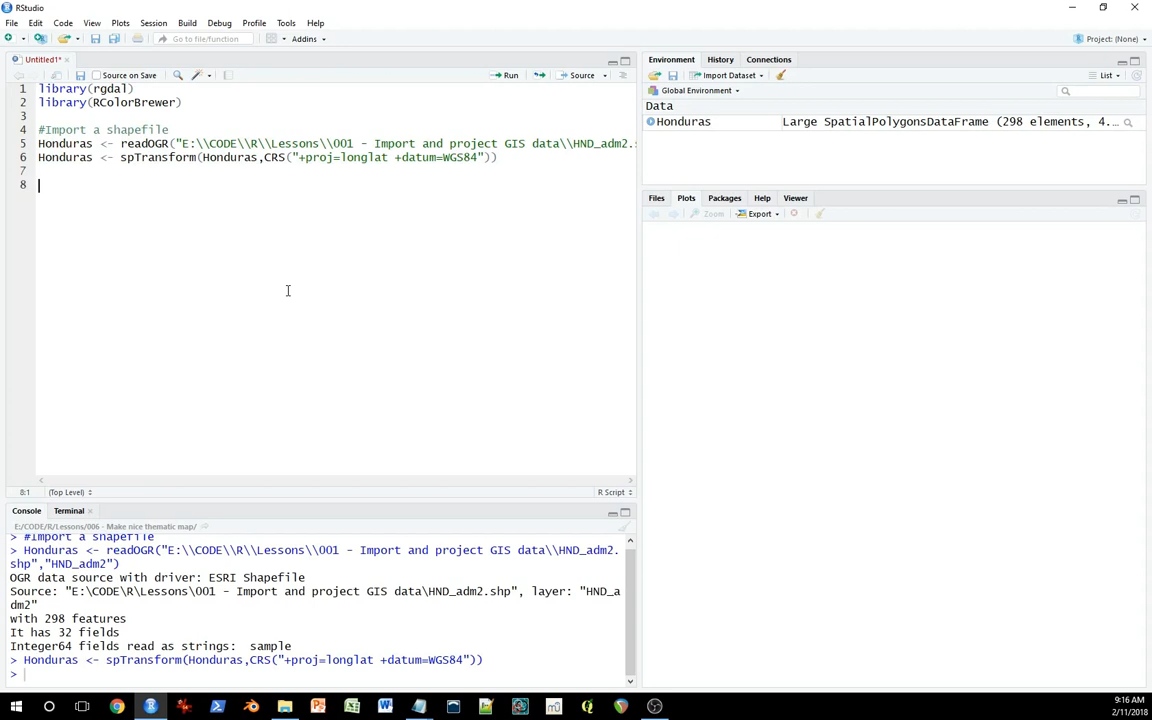 RStudio
File Edit Code View Plots Session Build Debug Profile Tools Help
Go to file/function Addins Project: (None)
Untitled1*
Source on Save Run Source
1 library(rgdal)
2 library(RColorBrewer)
3
4 #Import a shapefile
5 Honduras <- readOGR("E:\\CODE\\R\\Lessons\\001 - Import and project GIS data\\HND_adm2.s
6 Honduras <- spTransform(Honduras,CRS("+proj=longlat +datum=WGS84"))
7
8
8:1 (Top Level) R Script
Console Terminal
E:/CODE/R/Lessons/006 - Make nice thematic map/
> #Import a shapefile
> Honduras <- readOGR("E:\\CODE\\R\\Lessons\\001 - Import and project GIS data\\HND_adm2.
shp","HND_adm2")
OGR data source with driver: ESRI Shapefile
Source: "E:\CODE\R\Lessons\001 - Import and project GIS data\HND_adm2.shp", layer: "HND_a
dm2"
with 298 features
It has 32 fields
Integer64 fields read as strings:  sample
> Honduras <- spTransform(Honduras,CRS("+proj=longlat +datum=WGS84"))
>
Environment History Connections
Import Dataset List
Global Environment
Data
Honduras Large SpatialPolygonsDataFrame (298 elements, 4....
Files Plots Packages Help Viewer
Zoom Export
9:16 AM
2/11/2018